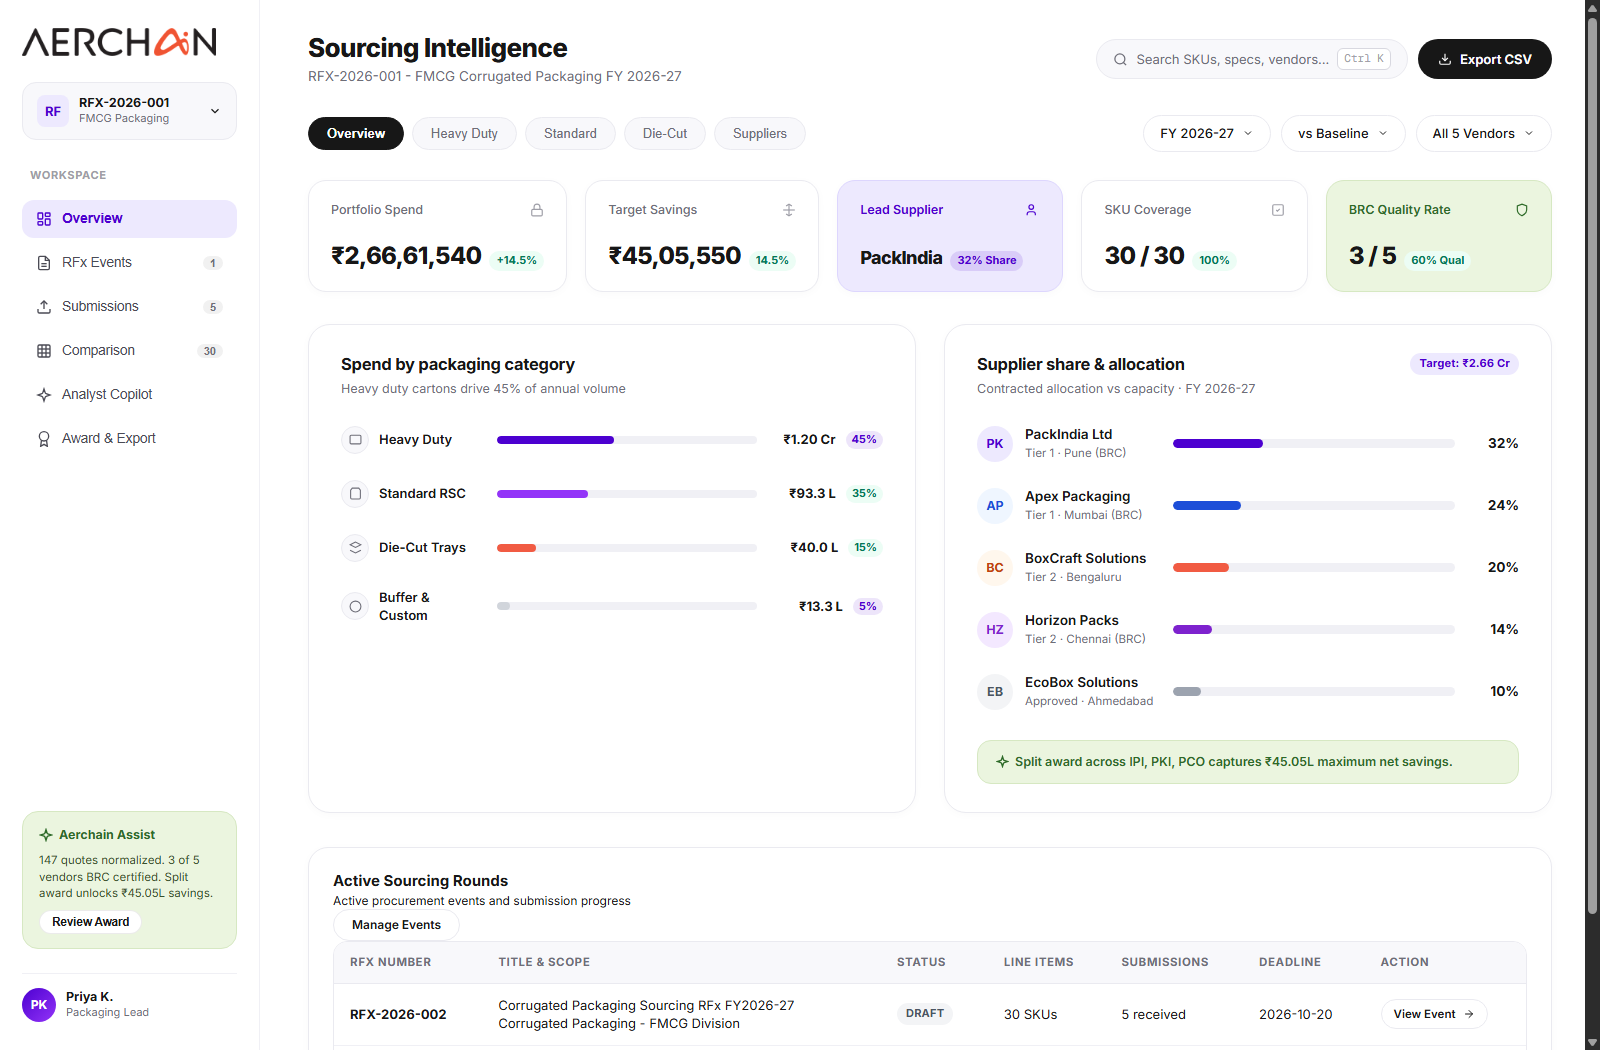 AERCHAIN
RF
RFX-2026-001
FMCG Packaging
WORKSPACE
Overview
RFx Events 1
Submissions 5
Comparison 30
Analyst Copilot
Award & Export
Aerchain Assist
147 quotes normalized. 3 of 5
vendors BRC certified. Split
award unlocks ₹45.05L savings.
Review Award
PK
Priya K.
Packaging Lead
Sourcing Intelligence
RFX-2026-001 - FMCG Corrugated Packaging FY 2026-27
Search SKUs, specs, vendors... Ctrl K
Export CSV
Overview Heavy Duty Standard Die-Cut Suppliers
FY 2026-27 vs Baseline All 5 Vendors
Portfolio Spend
₹2,66,61,540 +14.5%
Target Savings
₹45,05,550 14.5%
Lead Supplier
PackIndia 32% Share
SKU Coverage
30 / 30 100%
BRC Quality Rate
3 / 5 60% Qual
Spend by packaging category
Heavy duty cartons drive 45% of annual volume
Heavy Duty ₹1.20 Cr 45%
Standard RSC ₹93.3 L 35%
Die-Cut Trays ₹40.0 L 15%
Buffer &
Custom ₹13.3 L 5%
Supplier share & allocation
Target: ₹2.66 Cr
Contracted allocation vs capacity · FY 2026-27
PK PackIndia Ltd
Tier 1 · Pune (BRC)
32%
AP Apex Packaging
Tier 1 · Mumbai (BRC)
24%
BC BoxCraft Solutions
Tier 2 · Bengaluru
20%
HZ Horizon Packs
Tier 2 · Chennai (BRC)
14%
EB EcoBox Solutions
Approved · Ahmedabad
10%
Split award across IPI, PKI, PCO captures ₹45.05L maximum net savings.
Active Sourcing Rounds
Active procurement events and submission progress
Manage Events
RFX NUMBER TITLE & SCOPE STATUS LINE ITEMS SUBMISSIONS DEADLINE ACTION
RFX-2026-002 Corrugated Packaging Sourcing RFx FY2026-27
Corrugated Packaging - FMCG Division
DRAFT 30 SKUs 5 received 2026-10-20 View Event